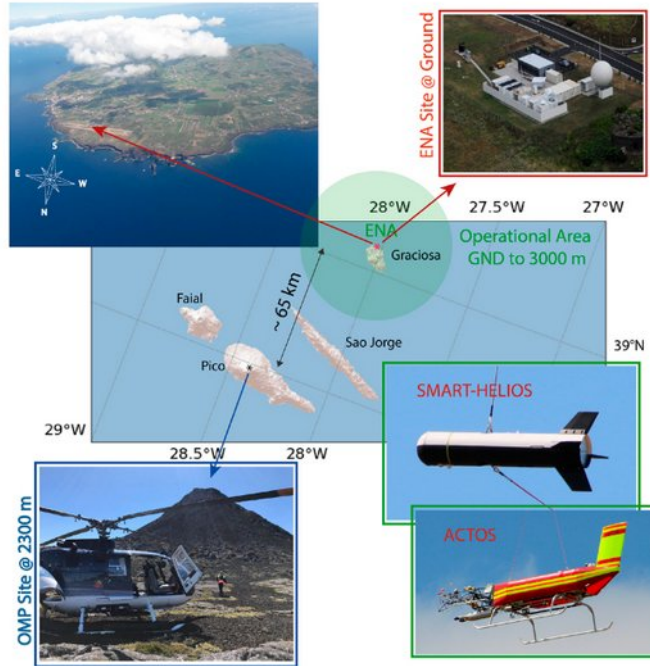 ENA Site @ Ground
S
E
W
N
28°W
27.5°W
27°W
ENA
Operational Area
GND to 3000 m
Graciosa
~ 65 km
Faial
Sao Jorge
Pico
39°N
29°W
28.5°W
28°W
SMART-HELIOS
ACTOS
OMP Site @ 2300 m